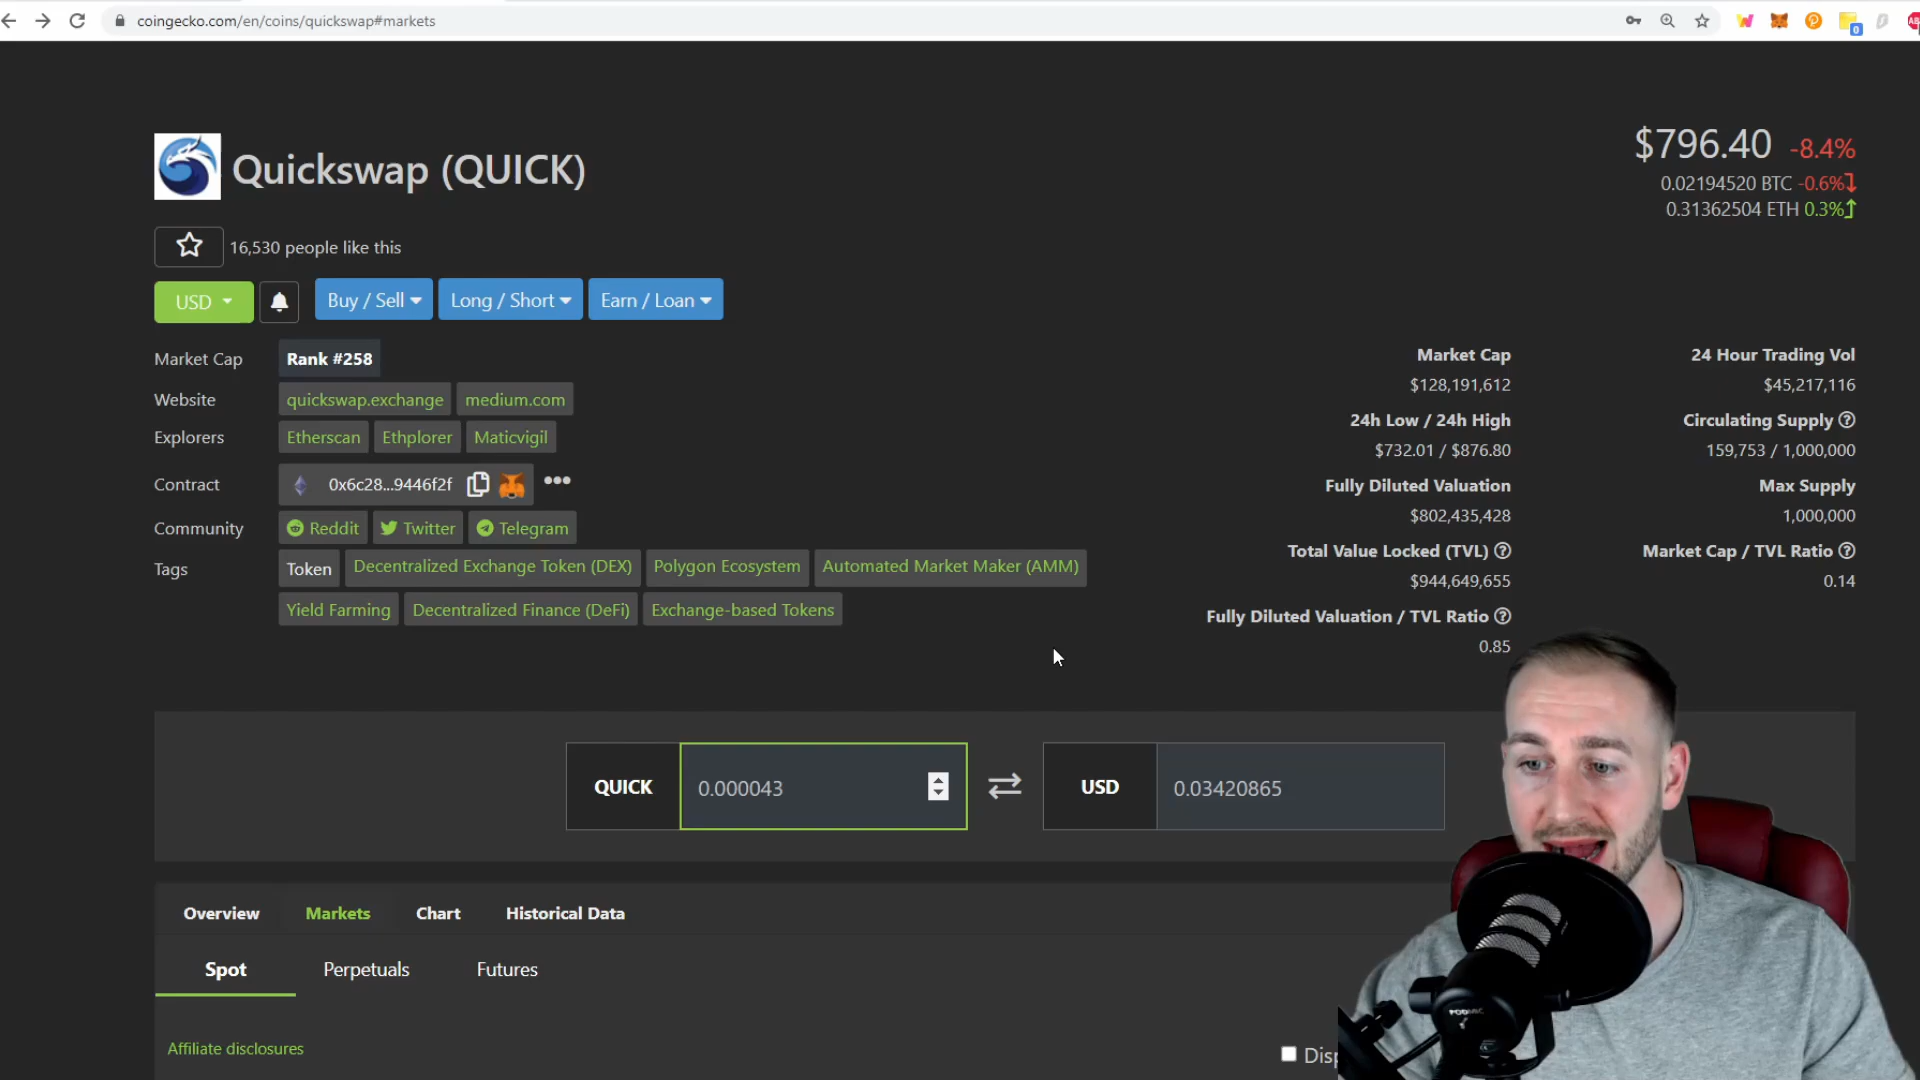 coingecko.com/en/coins/quickswap#markets
0
Quickswap (QUICK)
$796.40 -8.4%
0.02194520 BTC -0.6%
0.31362504 ETH 0.3%
16,530 people like this
USD
Buy / Sell
Long / Short
Earn / Loan
Market Cap Rank #258
Website quickswap.exchange medium.com
Explorers Etherscan Ethplorer Maticvigil
Contract 0x6c28...9446f2f •••
Community Reddit Twitter Telegram
Tags Token Decentralized Exchange Token (DEX) Polygon Ecosystem Automated Market Maker (AMM)
Yield Farming Decentralized Finance (DeFi) Exchange-based Tokens
Market Cap
$128,191,612
24h Low / 24h High
$732.01 / $876.80
Fully Diluted Valuation
$802,435,428
Total Value Locked (TVL)
$944,649,655
Fully Diluted Valuation / TVL Ratio
0.85
24 Hour Trading Vol
$45,217,116
Circulating Supply
159,753 / 1,000,000
Max Supply
1,000,000
Market Cap / TVL Ratio
0.14
QUICK 0.000043 USD 0.03420865
Overview Markets Chart Historical Data
Spot Perpetuals Futures
Affiliate disclosures
Disp
PODMIC